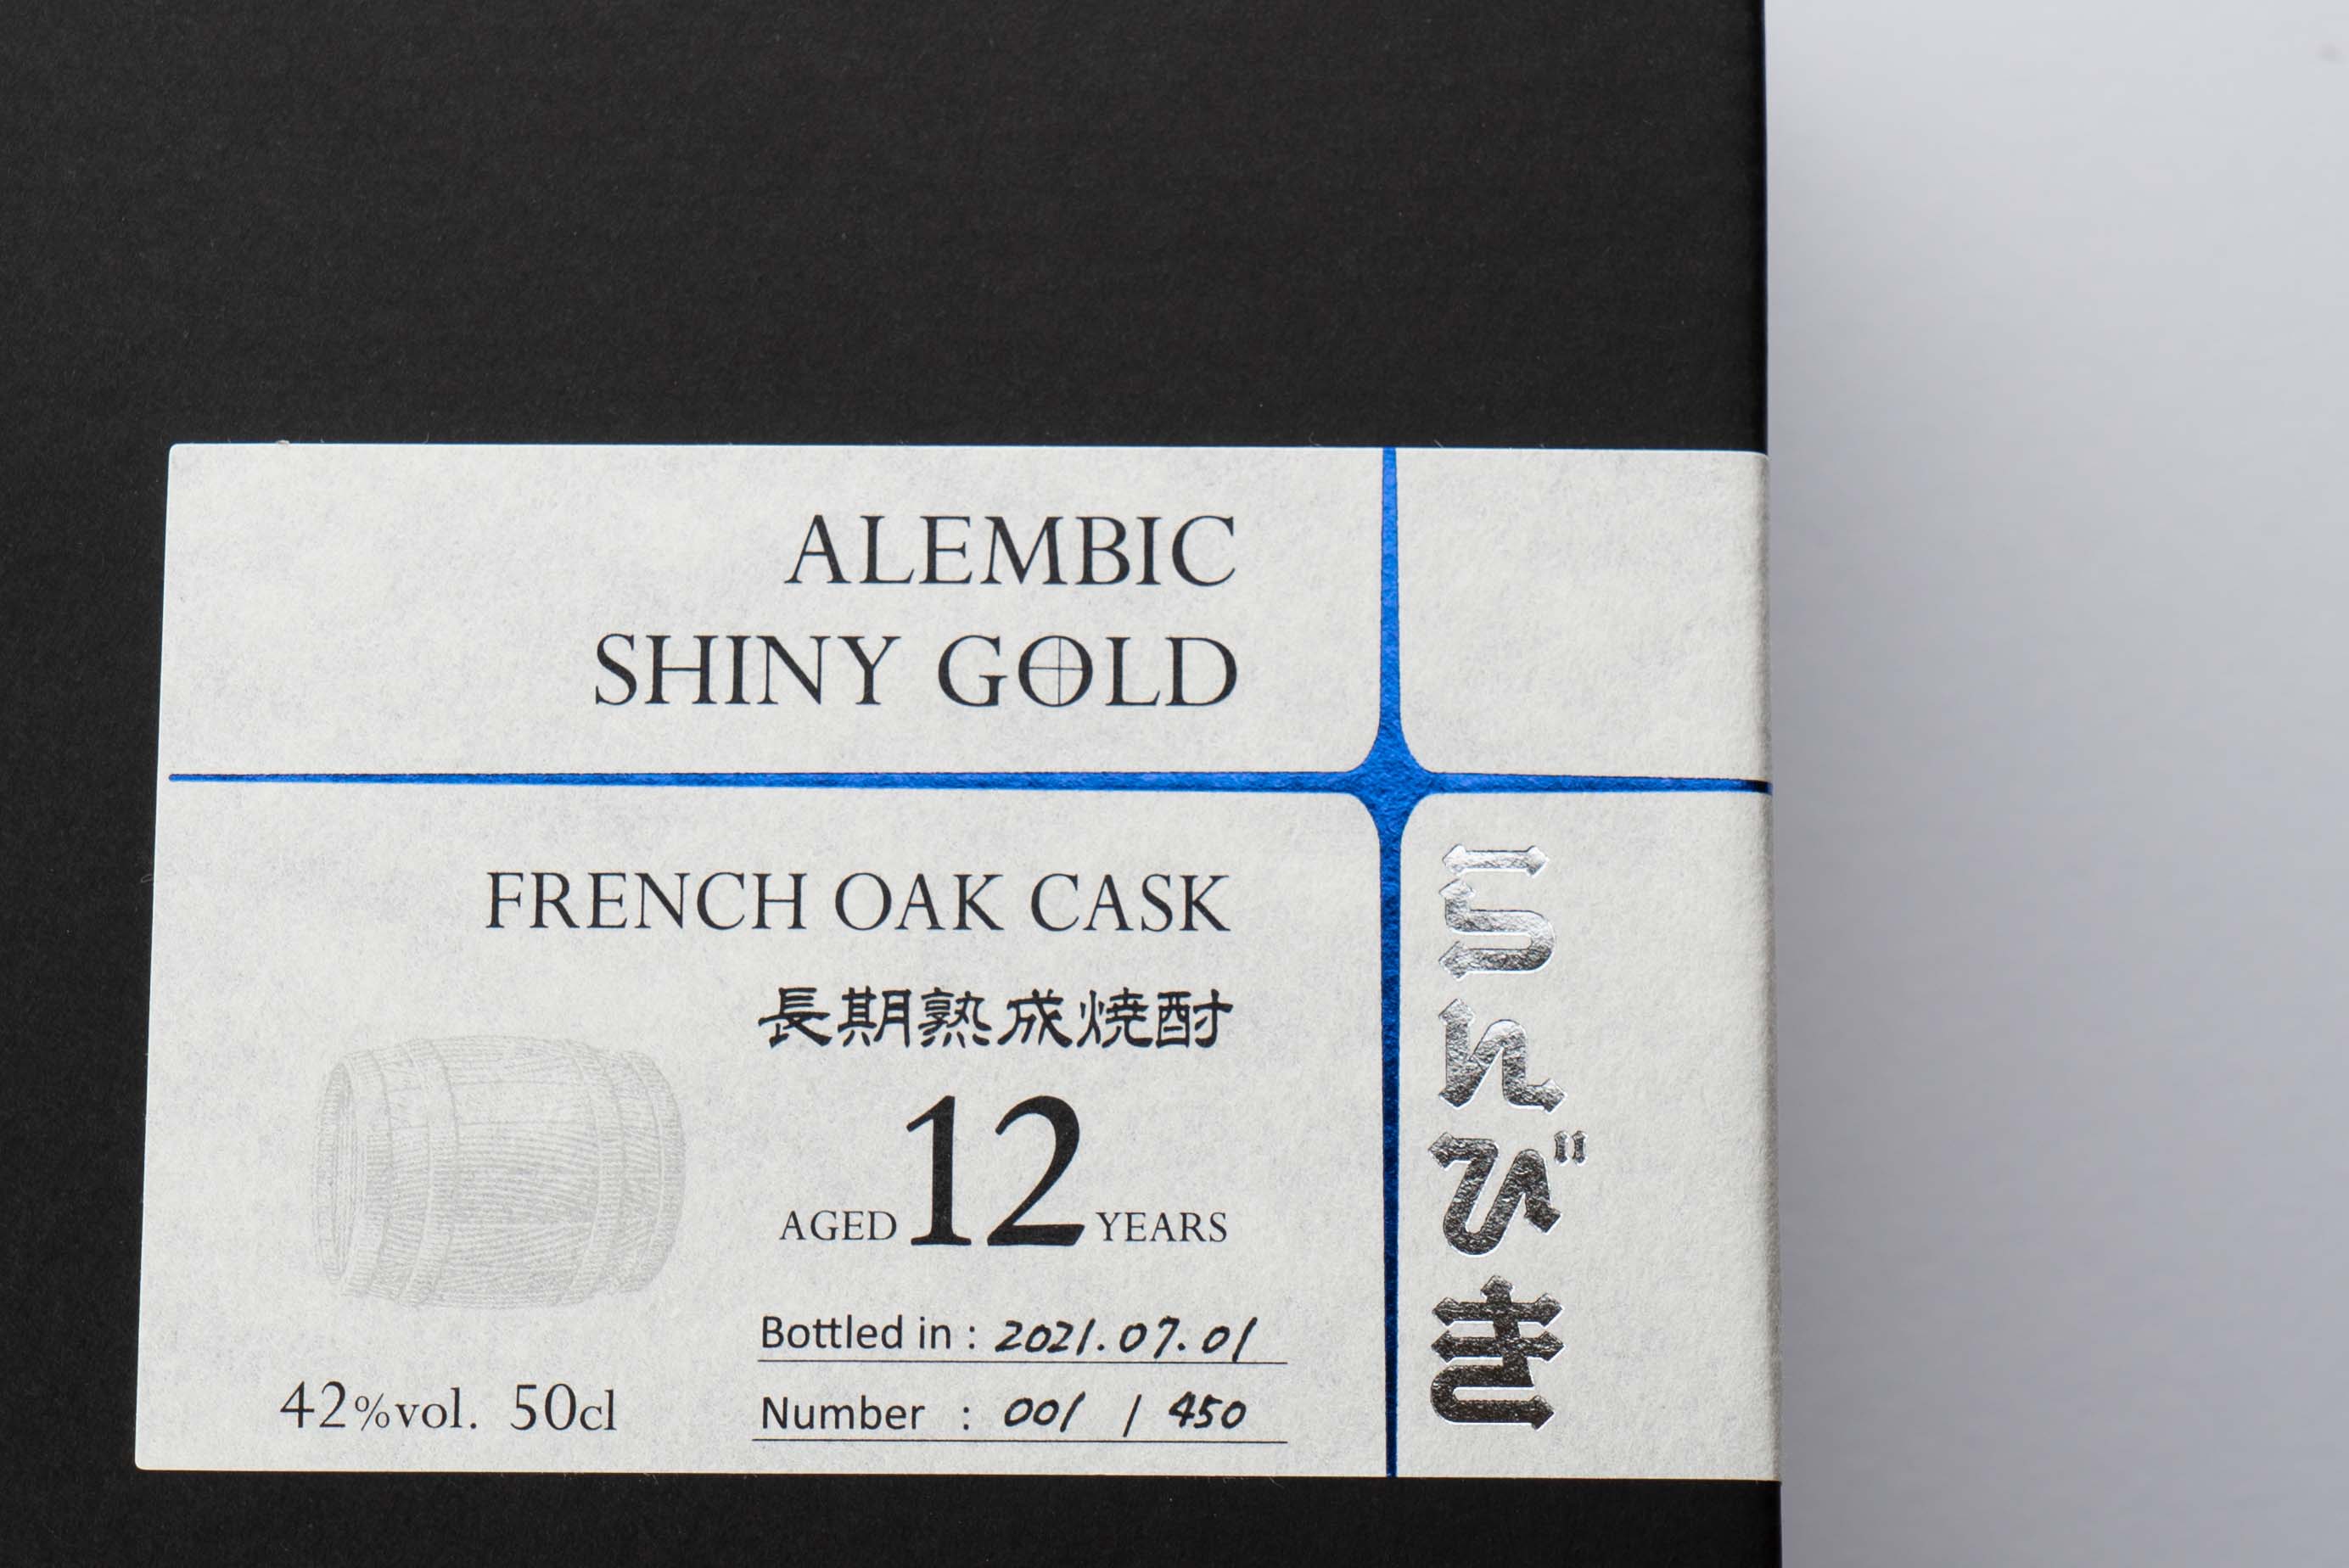 ALEMBIC
SHINY GOLD
FRENCH OAK CASK
長期熟成焼酎
AGED 12 YEARS
Bottled in : 2021.07.01
Number : 001 / 450
42%vol. 50cl
らんびき